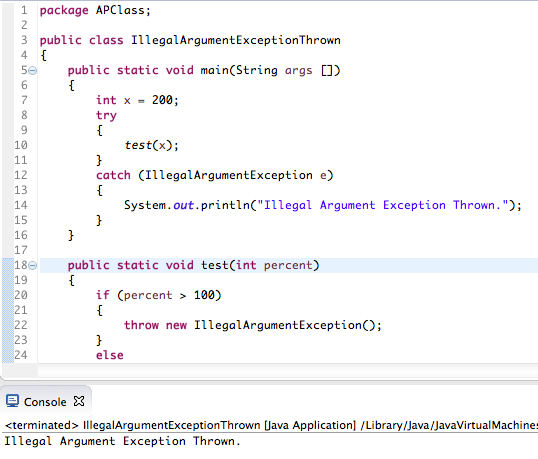 1 package APClass;
2
3 public class IllegalArgumentExceptionThrown
4 {
5 public static void main(String args [])
6 {
7 int x = 200;
8 try
9 {
10 test(x);
11 }
12 catch (IllegalArgumentException e)
13 {
14 System.out.println("Illegal Argument Exception Thrown.");
15 }
16 }
17
18 public static void test(int percent)
19 {
20 if (percent > 100)
21 {
22 throw new IllegalArgumentException();
23 }
24 else
Console
<terminated> IllegalArgumentExceptionThrown [Java Application] /Library/Java/JavaVirtualMachines
Illegal Argument Exception Thrown.